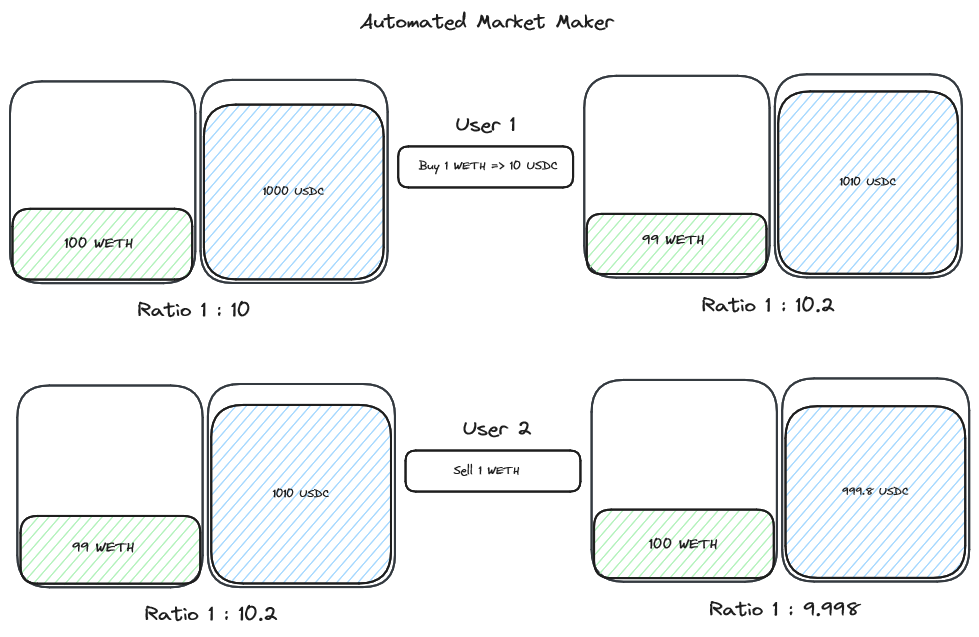 Automated Market Maker
User 1
Buy 1 WETH => 10 USDC
100 WETH
1000 USDC
99 WETH
1010 USDC
Ratio 1 : 10
Ratio 1 : 10.2
User 2
Sell 1 WETH
99 WETH
1010 USDC
100 WETH
999.8 USDC
Ratio 1 : 10.2
Ratio 1 : 9.998